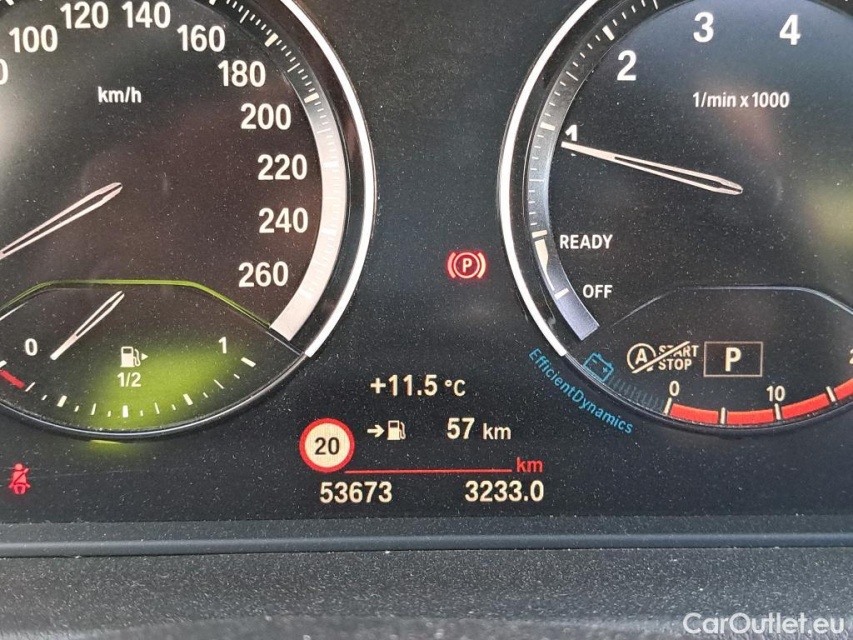 100
120
140
160
180
200
220
240
260
km/h
0
1/2
1
2
3
4
1/min x 1000
1
READY
OFF
(P)
A START
STOP
P
EfficientDynamics
0
10
+11.5 °C
20
57 km
km
53673
3233.0
CarOutlet.eu